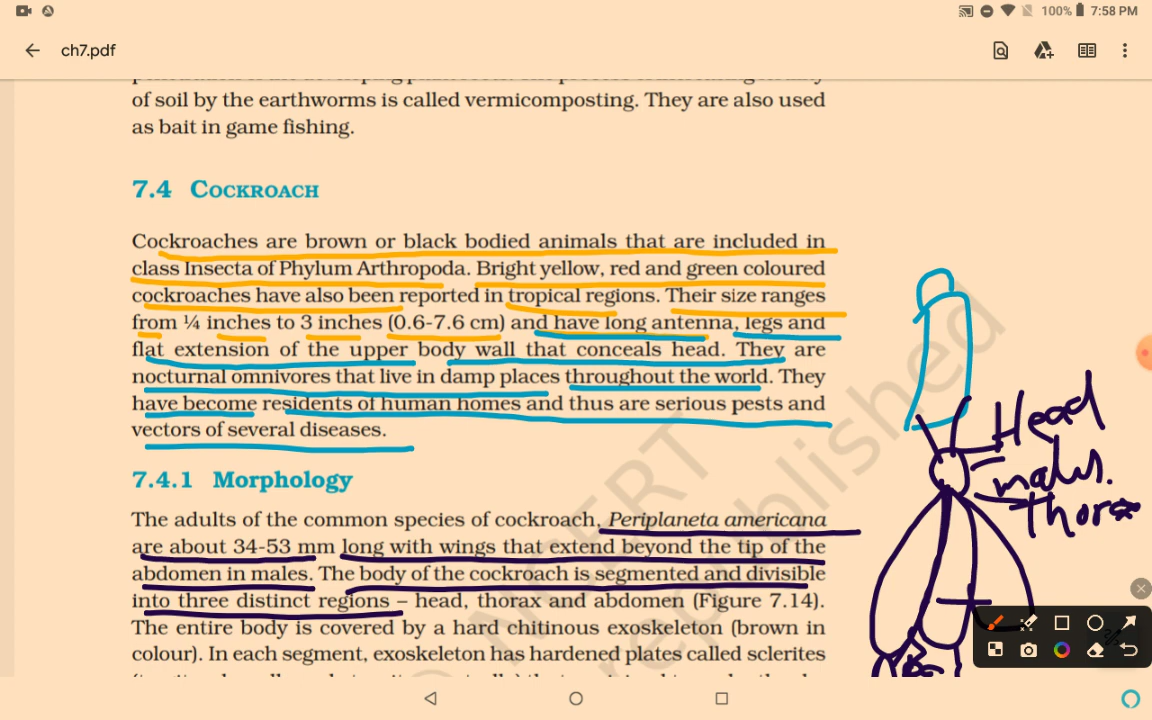 100% 7:58 PM
ch7.pdf
of soil by the earthworms is called vermicomposting. They are also used
as bait in game fishing.
7.4 COCKROACH
Cockroaches are brown or black bodied animals that are included in
class Insecta of Phylum Arthropoda. Bright yellow, red and green coloured
cockroaches have also been reported in tropical regions. Their size ranges
from ¼ inches to 3 inches (0.6-7.6 cm) and have long antenna, legs and
flat extension of the upper body wall that conceals head. They are
nocturnal omnivores that live in damp places throughout the world. They
have become residents of human homes and thus are serious pests and
vectors of several diseases.
7.4.1 Morphology
The adults of the common species of cockroach, Periplaneta americana
are about 34-53 mm long with wings that extend beyond the tip of the
abdomen in males. The body of the cockroach is segmented and divisible
into three distinct regions – head, thorax and abdomen (Figure 7.14).
The entire body is covered by a hard chitinous exoskeleton (brown in
colour). In each segment, exoskeleton has hardened plates called sclerites
Head
© NCERT
republished